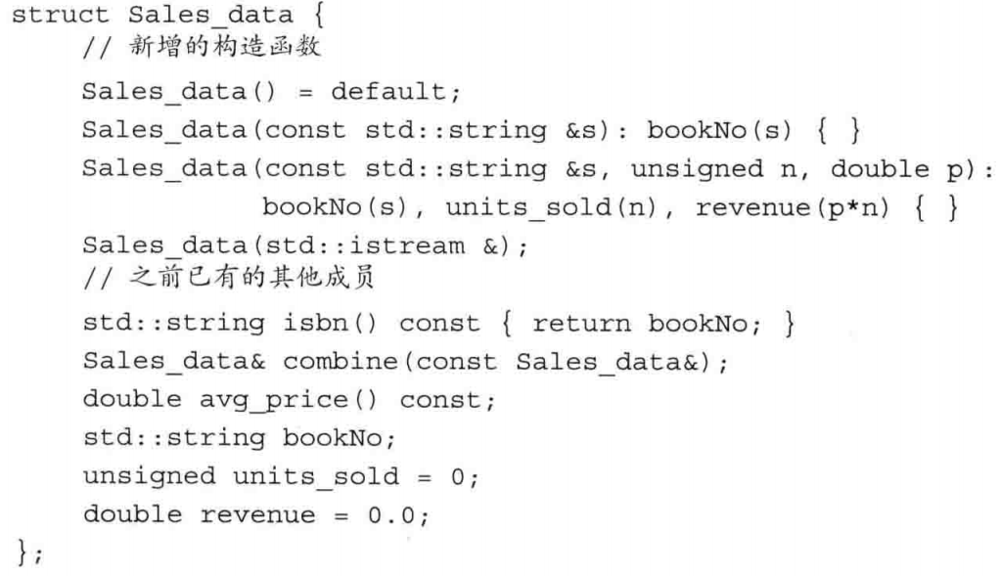 struct Sales_data {
// 新增的构造函数
Sales_data() = default;
Sales_data(const std::string &s): bookNo(s) { }
Sales_data(const std::string &s, unsigned n, double p):
bookNo(s), units_sold(n), revenue(p*n) { }
Sales_data(std::istream &);
// 之前已有的其他成员
std::string isbn() const { return bookNo; }
Sales_data& combine(const Sales_data&);
double avg_price() const;
std::string bookNo;
unsigned units_sold = 0;
double revenue = 0.0;
};